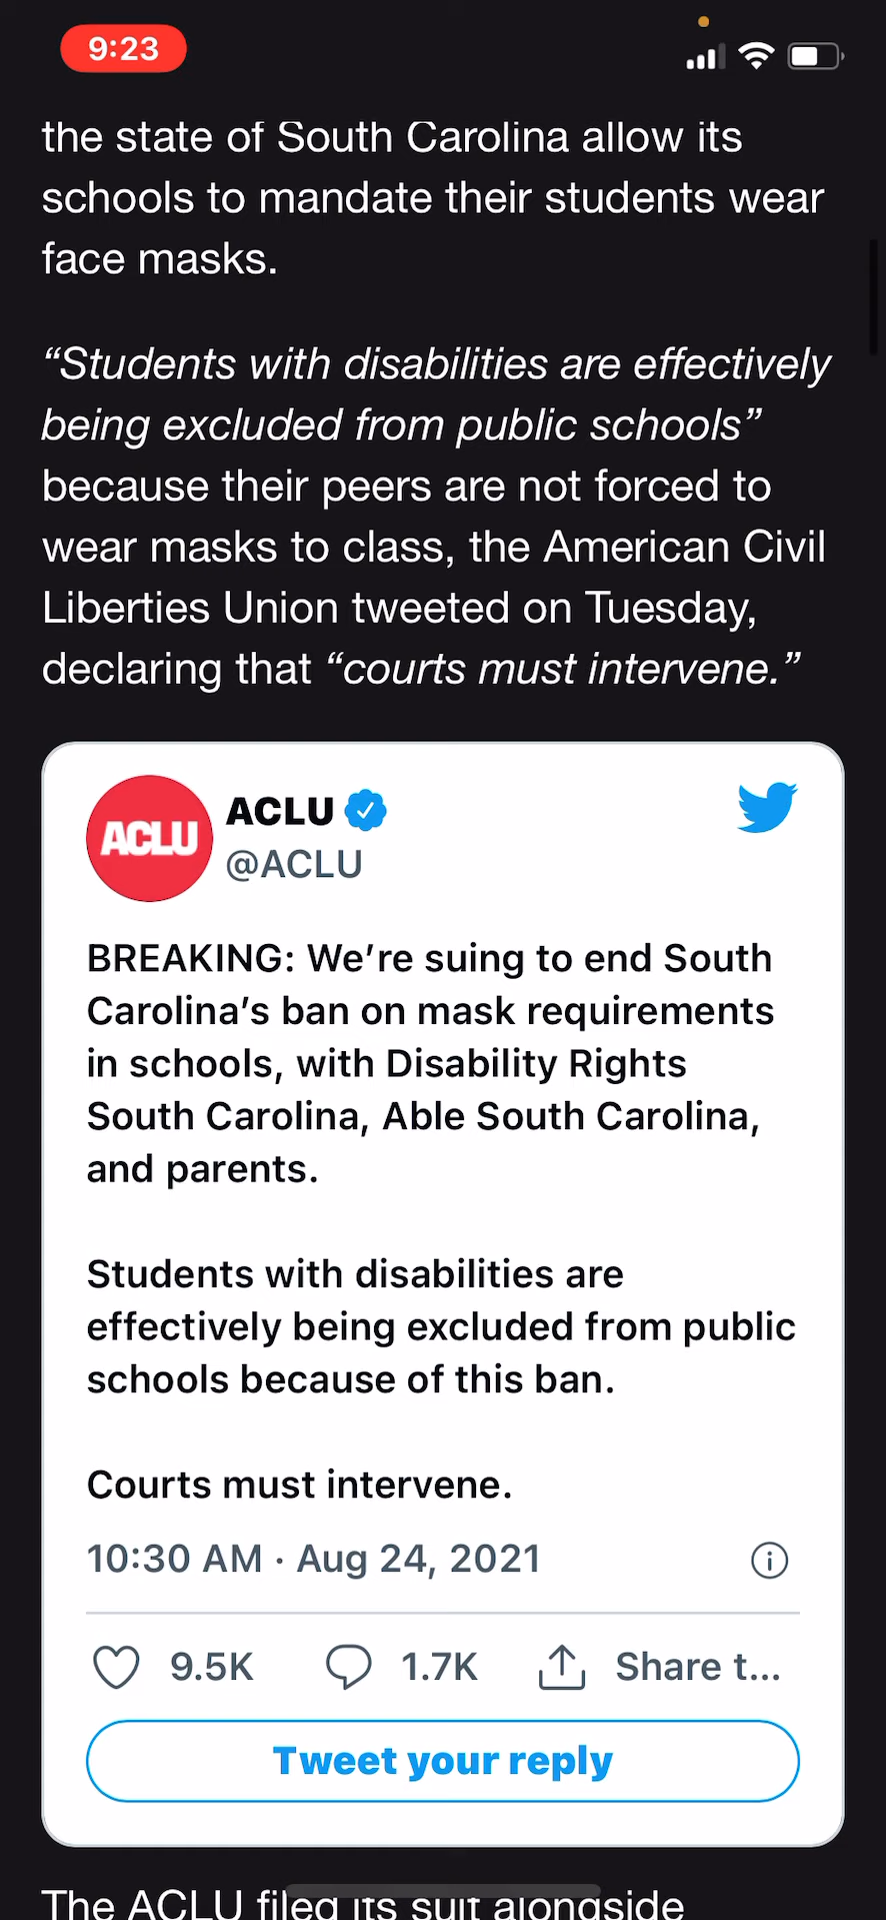 9:23
the state of South Carolina allow its
schools to mandate their students wear
face masks.
“Students with disabilities are effectively
being excluded from public schools”
because their peers are not forced to
wear masks to class, the American Civil
Liberties Union tweeted on Tuesday,
declaring that “courts must intervene.”
ACLU
ACLU
@ACLU
BREAKING: We’re suing to end South
Carolina’s ban on mask requirements
in schools, with Disability Rights
South Carolina, Able South Carolina,
and parents.
Students with disabilities are
effectively being excluded from public
schools because of this ban.
Courts must intervene.
10:30 AM · Aug 24, 2021
9.5K 1.7K Share t...
Tweet your reply
The ACLU filed its suit alongside